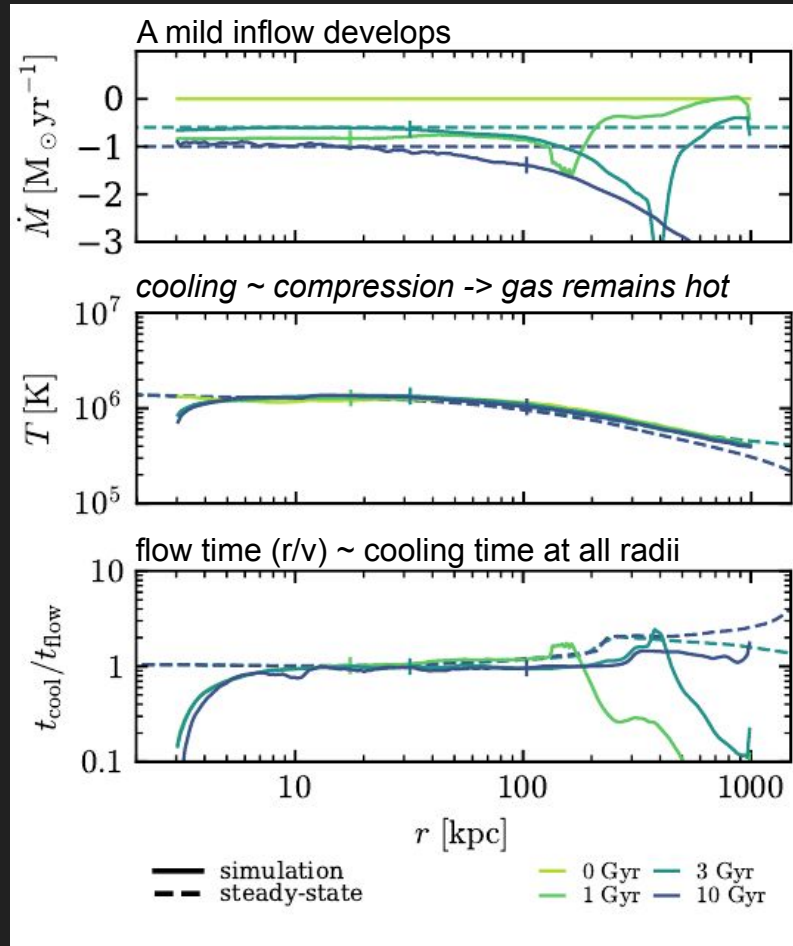 A mild inflow develops
Ṁ [M⊙yr⁻¹]
0
−1
−2
−3
cooling ~ compression -> gas remains hot
T [K]
10⁷
10⁶
10⁵
flow time (r/v) ~ cooling time at all radii
t_cool/t_flow
10
1
0.1
10 100 1000
r [kpc]
simulation 0 Gyr 3 Gyr
steady-state 1 Gyr 10 Gyr